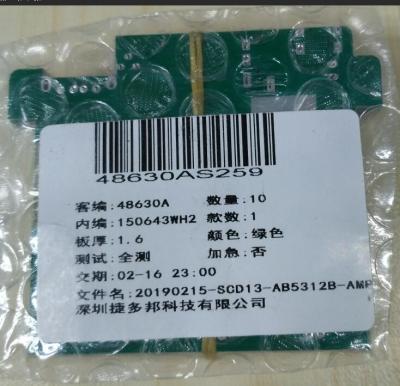 48630AS259
客编:48630A 数量:10
内编:150643WH2 款数:1
板厚:1.6 颜色:绿色
测试:全测 加急:否
交期:02-16 23:00
文件名:20190215-SCD13-AB5312B-AMP
深圳捷多邦科技有限公司